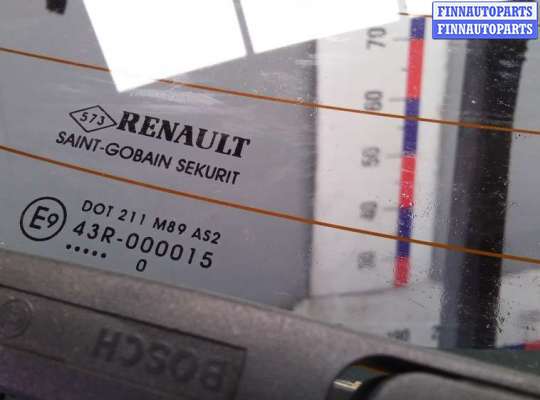 FINNAUTOPARTS
FINNAUTOPARTS
70
60
50
40
30
573 RENAULT
SAINT-GOBAIN SEKURIT
E9 DOT 211 M89 AS2
43R-000015
.....
0
BOSCH